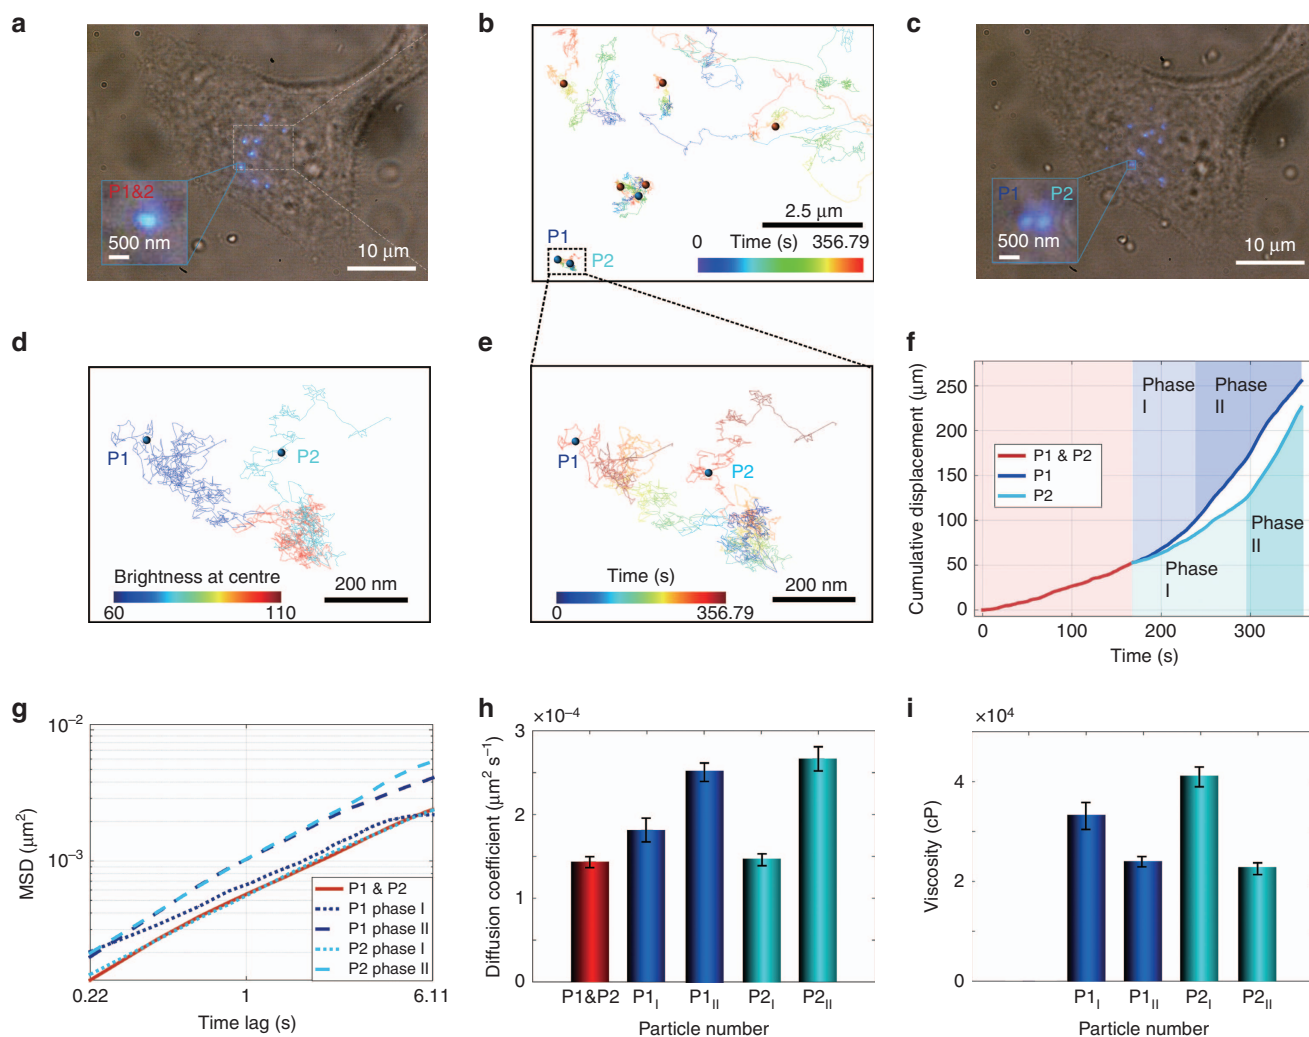 a
P1&2
500 nm
10 μm
b
2.5 μm
0 Time (s) 356.79
P1
P2
c
P1 P2
500 nm
10 μm
d
P1
P2
Brightness at centre
60 110
200 nm
e
P1
P2
Time (s)
0 356.79
200 nm
f
Cumulative displacement (μm)
250
200
150
100
50
0
0 100 200 300
Time (s)
Phase
I
Phase
II
P1 & P2
P1
P2
Phase
I
Phase
II
g
MSD (μm²)
10⁻²
10⁻³
P1 & P2
P1 phase I
P1 phase II
P2 phase I
P2 phase II
0.22 1 6.11
Time lag (s)
h
×10⁻⁴
Diffusion coefficient (μm² s⁻¹)
3
2
1
0
P1&P2 P1I P1II P2I P2II
Particle number
i
×10⁴
Viscosity (cP)
4
2
0
P1I P1II P2I P2II
Particle number